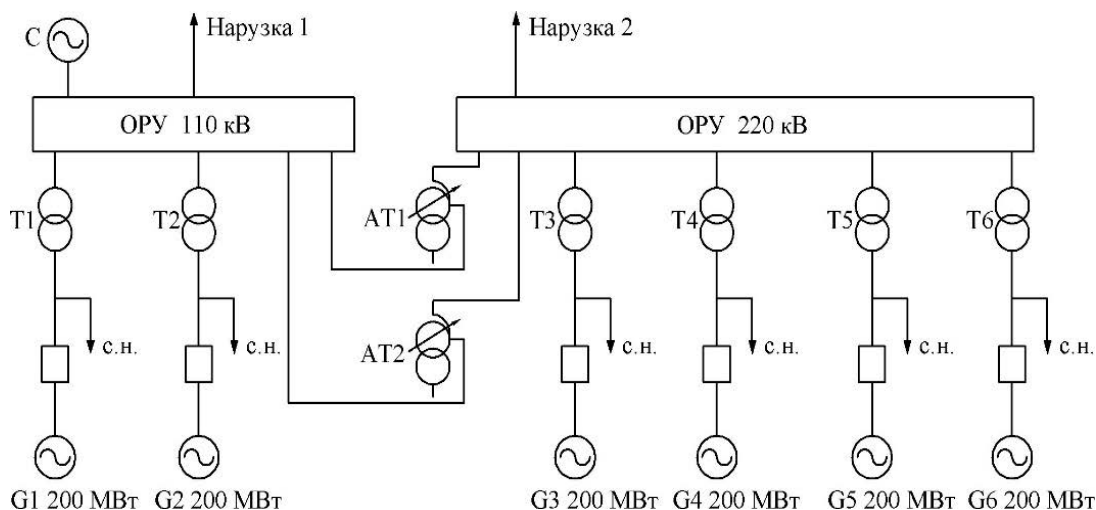 С
Нарузка 1
Нарузка 2
ОРУ 110 кВ
ОРУ 220 кВ
Т1
Т2
АТ1
Т3
Т4
Т5
Т6
АТ2
с.н.
с.н.
с.н.
с.н.
с.н.
с.н.
G1 200 МВт
G2 200 МВт
G3 200 МВт
G4 200 МВт
G5 200 МВт
G6 200 МВт